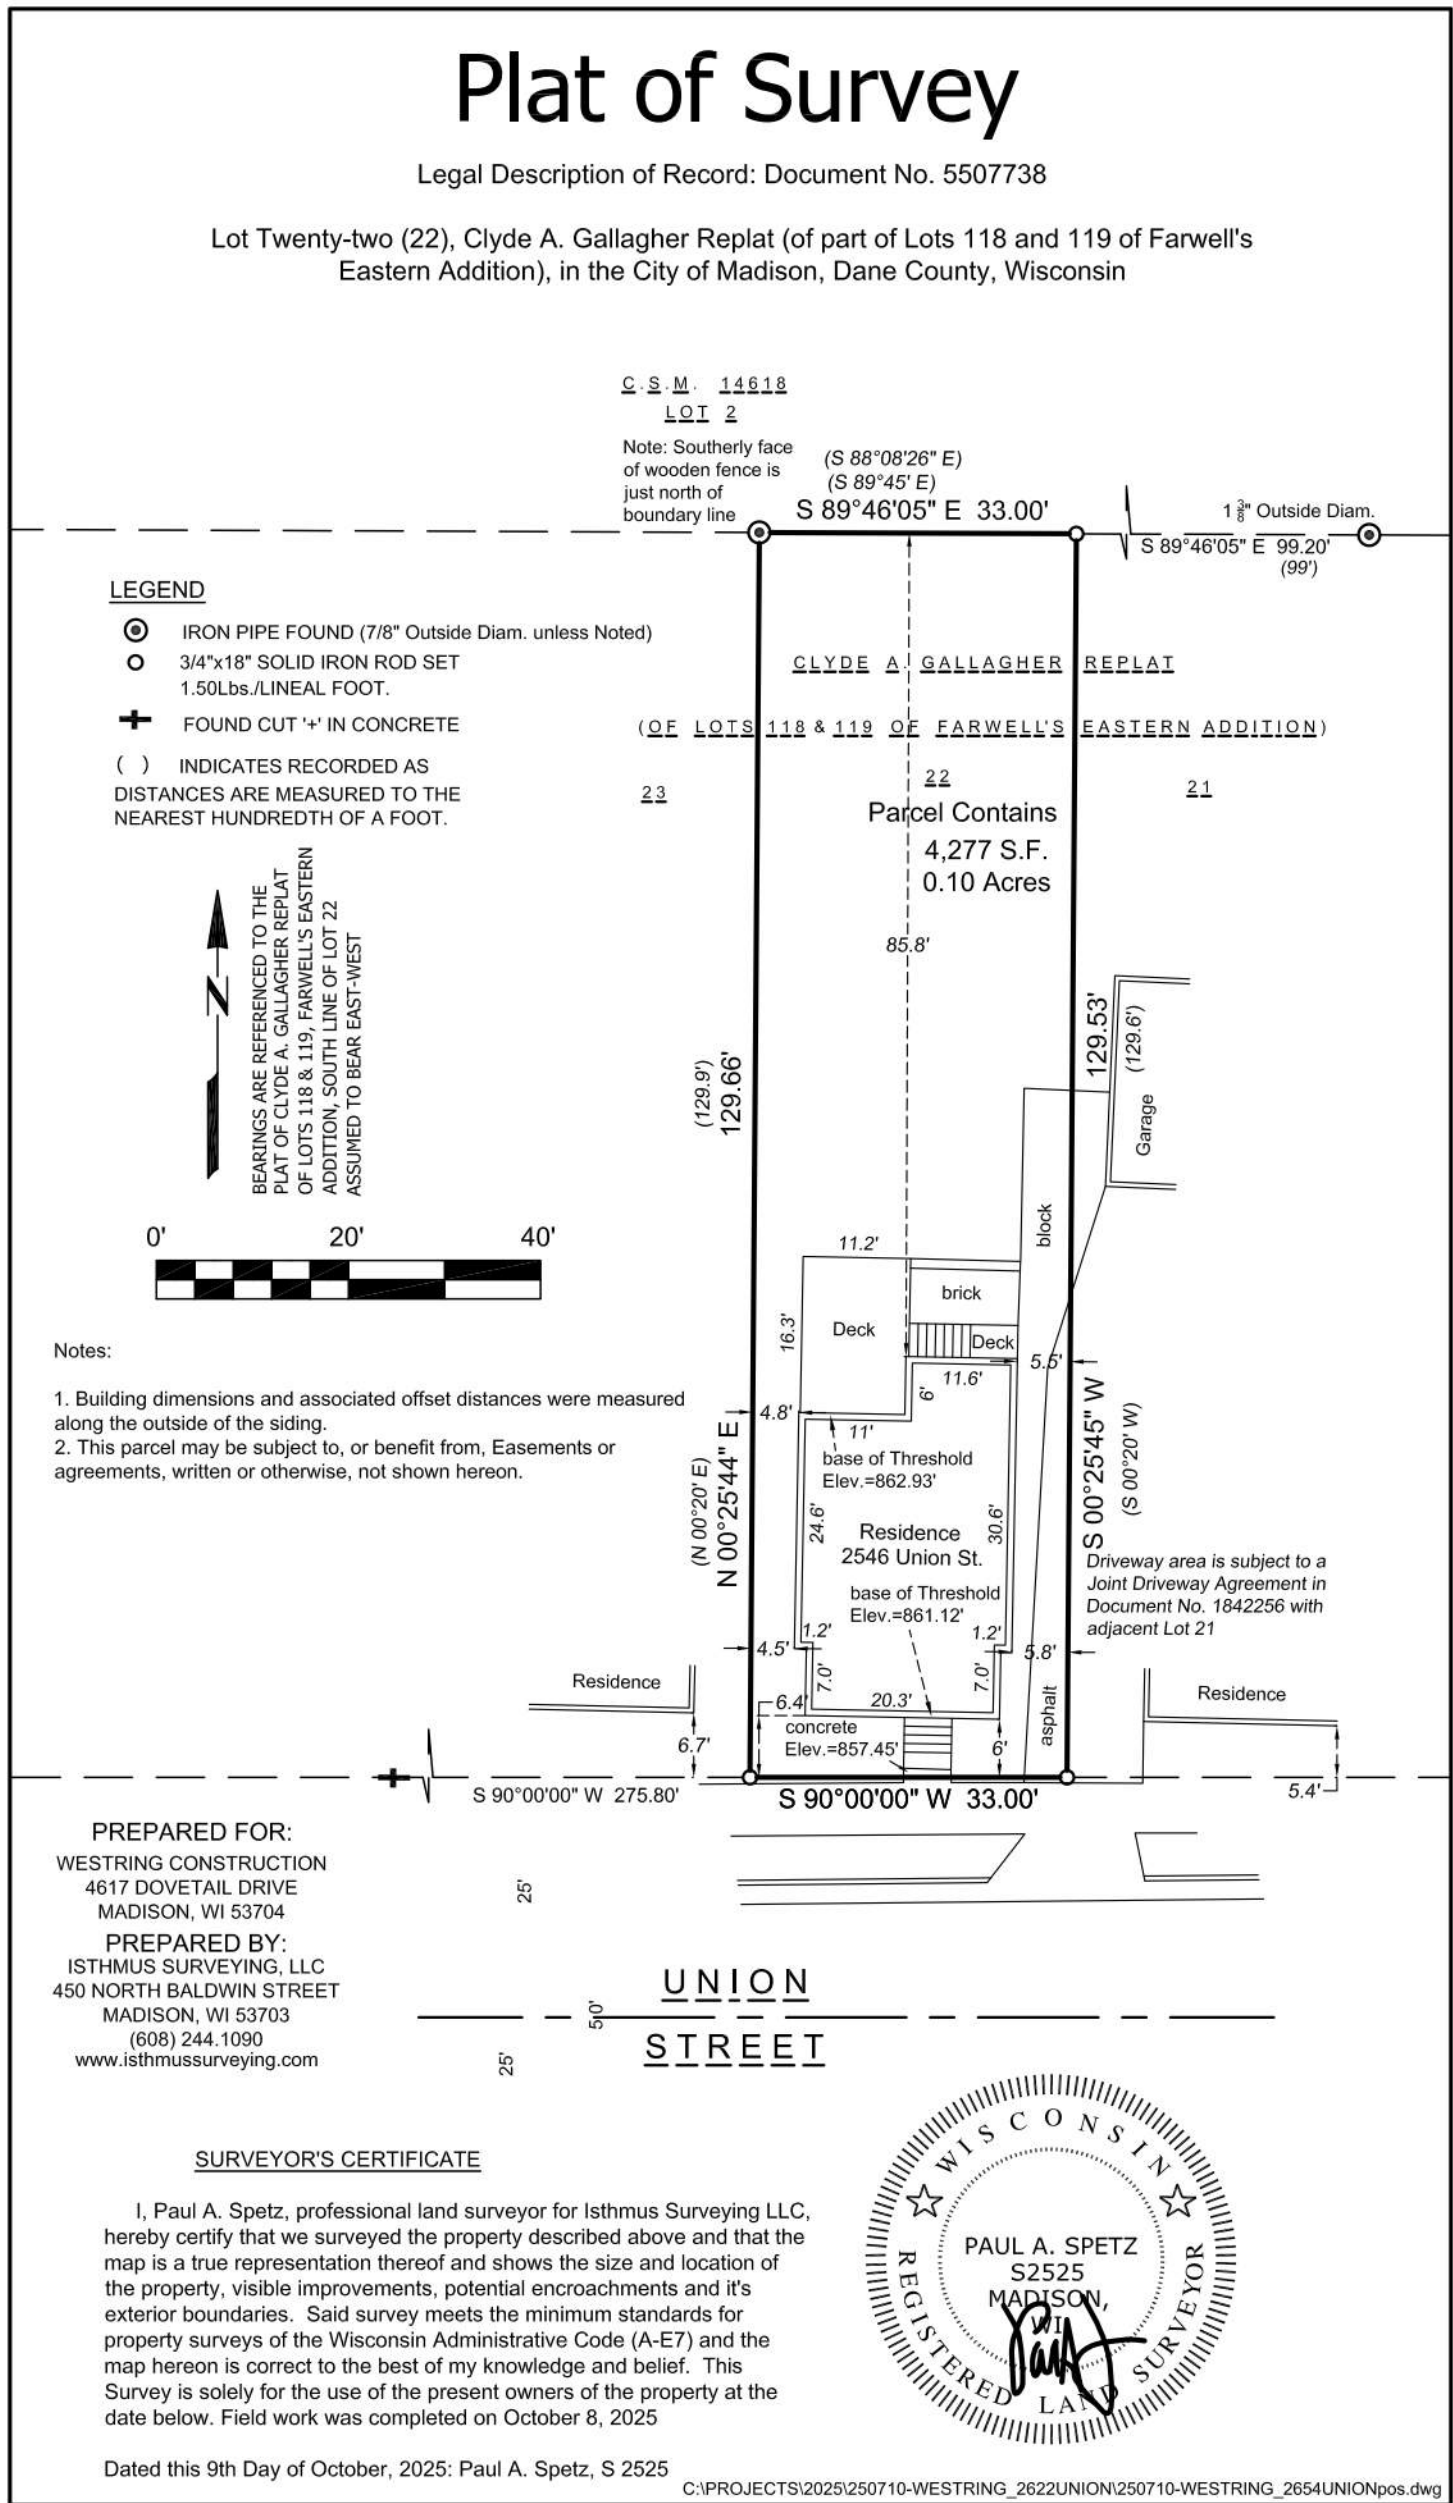 Plat of Survey
Legal Description of Record: Document No. 5507738
Lot Twenty-two (22), Clyde A. Gallagher Replat (of part of Lots 118 and 119 of Farwell's
Eastern Addition), in the City of Madison, Dane County, Wisconsin
C.S.M. 14618
LOT 2
Note: Southerly face
of wooden fence is
just north of
boundary line
(S 88°08'26" E)
(S 89°45' E)
S 89°46'05" E 33.00'
1 3/8" Outside Diam.
S 89°46'05" E 99.20'
(99')
LEGEND
IRON PIPE FOUND (7/8" Outside Diam. unless Noted)
3/4"x18" SOLID IRON ROD SET
1.50Lbs./LINEAL FOOT.
FOUND CUT '+' IN CONCRETE
( ) INDICATES RECORDED AS
DISTANCES ARE MEASURED TO THE
NEAREST HUNDREDTH OF A FOOT.
CLYDE A. GALLAGHER REPLAT
(OF LOTS 118 & 119 OF FARWELL'S EASTERN ADDITION)
23
22
21
Parcel Contains
4,277 S.F.
0.10 Acres
85.8'
N
BEARINGS ARE REFERENCED TO THE
PLAT OF CLYDE A. GALLAGHER REPLAT
OF LOTS 118 & 119, FARWELL'S EASTERN
ADDITION, SOUTH LINE OF LOT 22
ASSUMED TO BEAR EAST-WEST
(129.9')
129.66'
129.53'
(129.6')
Garage
block
0'
20'
40'
11.2'
brick
Deck
Deck
16.3'
5.5'
11.6'
6'
4.8'
11'
Notes:
1. Building dimensions and associated offset distances were measured
along the outside of the siding.
2. This parcel may be subject to, or benefit from, Easements or
agreements, written or otherwise, not shown hereon.
base of Threshold
Elev.=862.93'
(N 00°20' E)
N 00°25'44" E
24.6'
Residence
2546 Union St.
30.6'
S 00°25'45" W
(S 00°20' W)
base of Threshold
Elev.=861.12'
Driveway area is subject to a
Joint Driveway Agreement in
Document No. 1842256 with
adjacent Lot 21
1.2'
1.2'
4.5'
5.8'
7.0'
7.0'
Residence
Residence
6.4'
20.3'
asphalt
concrete
Elev.=857.45'
6'
6.7'
5.4'
S 90°00'00" W 275.80'
S 90°00'00" W 33.00'
PREPARED FOR:
WESTRING CONSTRUCTION
4617 DOVETAIL DRIVE
MADISON, WI 53704
PREPARED BY:
ISTHMUS SURVEYING, LLC
450 NORTH BALDWIN STREET
MADISON, WI 53703
(608) 244.1090
www.isthmussurveying.com
25'
50'
25'
UNION
STREET
SURVEYOR'S CERTIFICATE
I, Paul A. Spetz, professional land surveyor for Isthmus Surveying LLC,
hereby certify that we surveyed the property described above and that the
map is a true representation thereof and shows the size and location of
the property, visible improvements, potential encroachments and it's
exterior boundaries. Said survey meets the minimum standards for
property surveys of the Wisconsin Administrative Code (A-E7) and the
map hereon is correct to the best of my knowledge and belief. This
Survey is solely for the use of the present owners of the property at the
date below. Field work was completed on October 8, 2025
Dated this 9th Day of October, 2025: Paul A. Spetz, S 2525
WISCONSIN
PAUL A. SPETZ
S2525
MADISON,
WI
REGISTERED LAND SURVEYOR
C:\PROJECTS\2025\250710-WESTRING_2622UNION\250710-WESTRING_2654UNIONpos.dwg